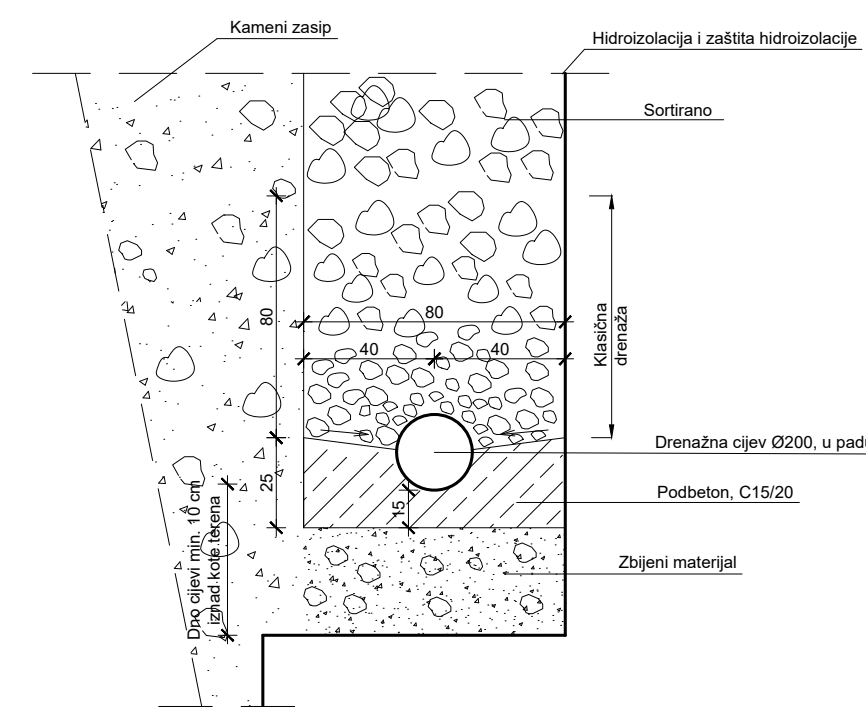 Kameni zasip
Hidroizolacija i zaštita hidroizolacije
Sortirano
80
80
40
40
Klasična
drenaža
Drenažna cijev Ø200, u padu
25
15
Podbeton, C15/20
Dno cijevi min. 10 cm
iznad kote terena
Zbijeni materijal